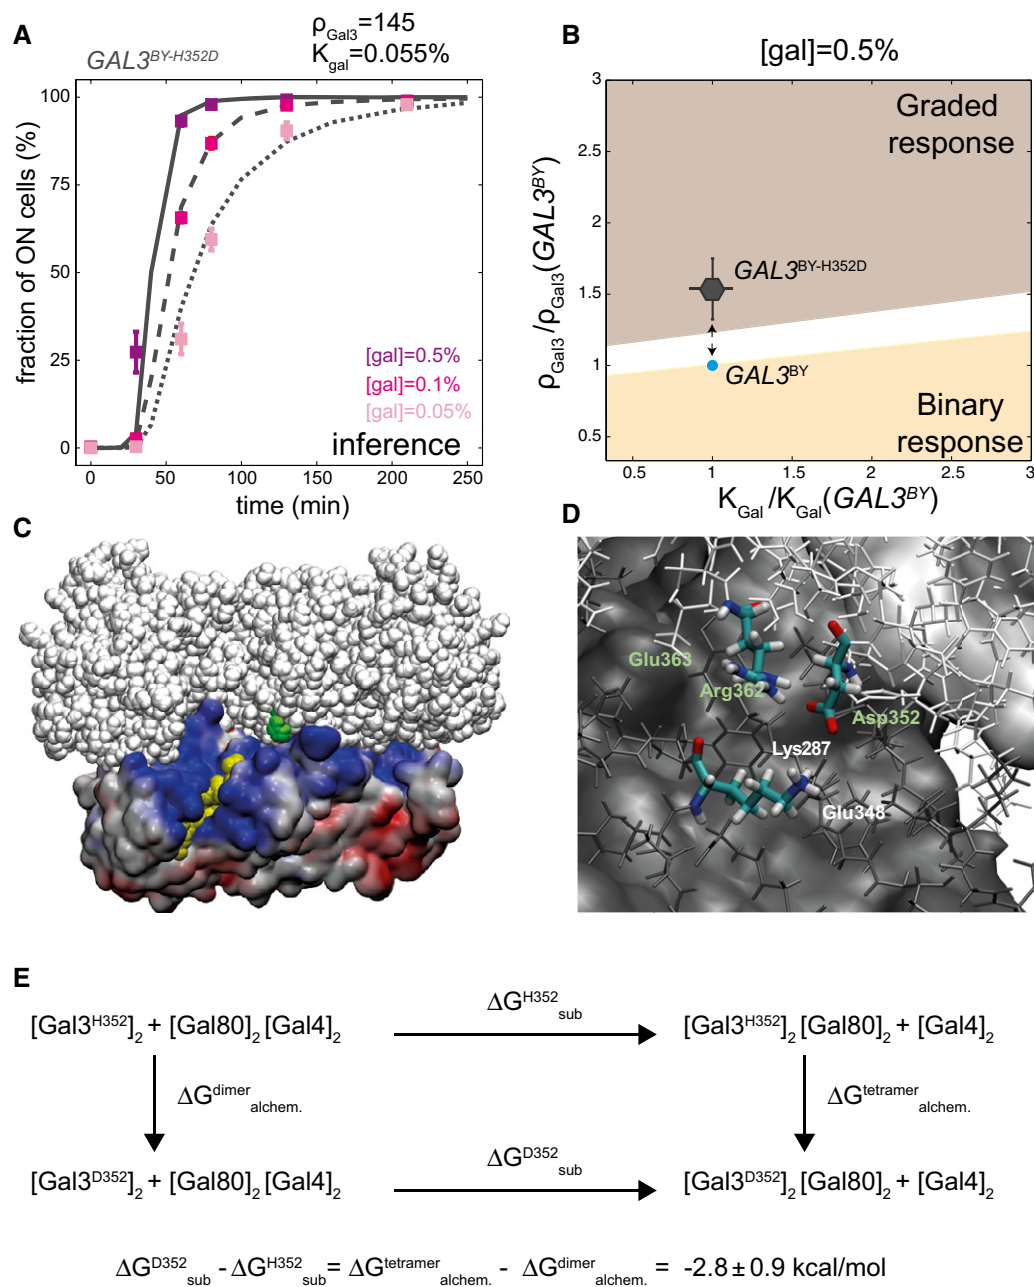 A
ρGal3=145
Kgal=0.055%
GAL3BY-H352D
fraction of ON cells (%)
100
75
50
25
0
[gal]=0.5%
[gal]=0.1%
[gal]=0.05%
inference
0 50 100 150 200 250
time (min)
B
[gal]=0.5%
ρGal3/ρGal3(GAL3BY)
3
2.5
2
1.5
1
0.5
Graded
response
GAL3BY-H352D
GAL3BY
Binary
response
0.5 1 1.5 2 2.5 3
KGal/KGal(GAL3BY)
C
D
Glu363
Arg362
Asp352
Lys287
Glu348
E
[Gal3H352]2 + [Gal80]2 [Gal4]2
ΔGH352sub
[Gal3H352]2 [Gal80]2 + [Gal4]2
ΔGdimeralchem.
ΔGtetrameralchem.
[Gal3D352]2 + [Gal80]2 [Gal4]2
ΔGD352sub
[Gal3D352]2 [Gal80]2 + [Gal4]2
ΔGD352sub - ΔGH352sub = ΔGtetrameralchem. - ΔGdimeralchem. = -2.8 ± 0.9 kcal/mol